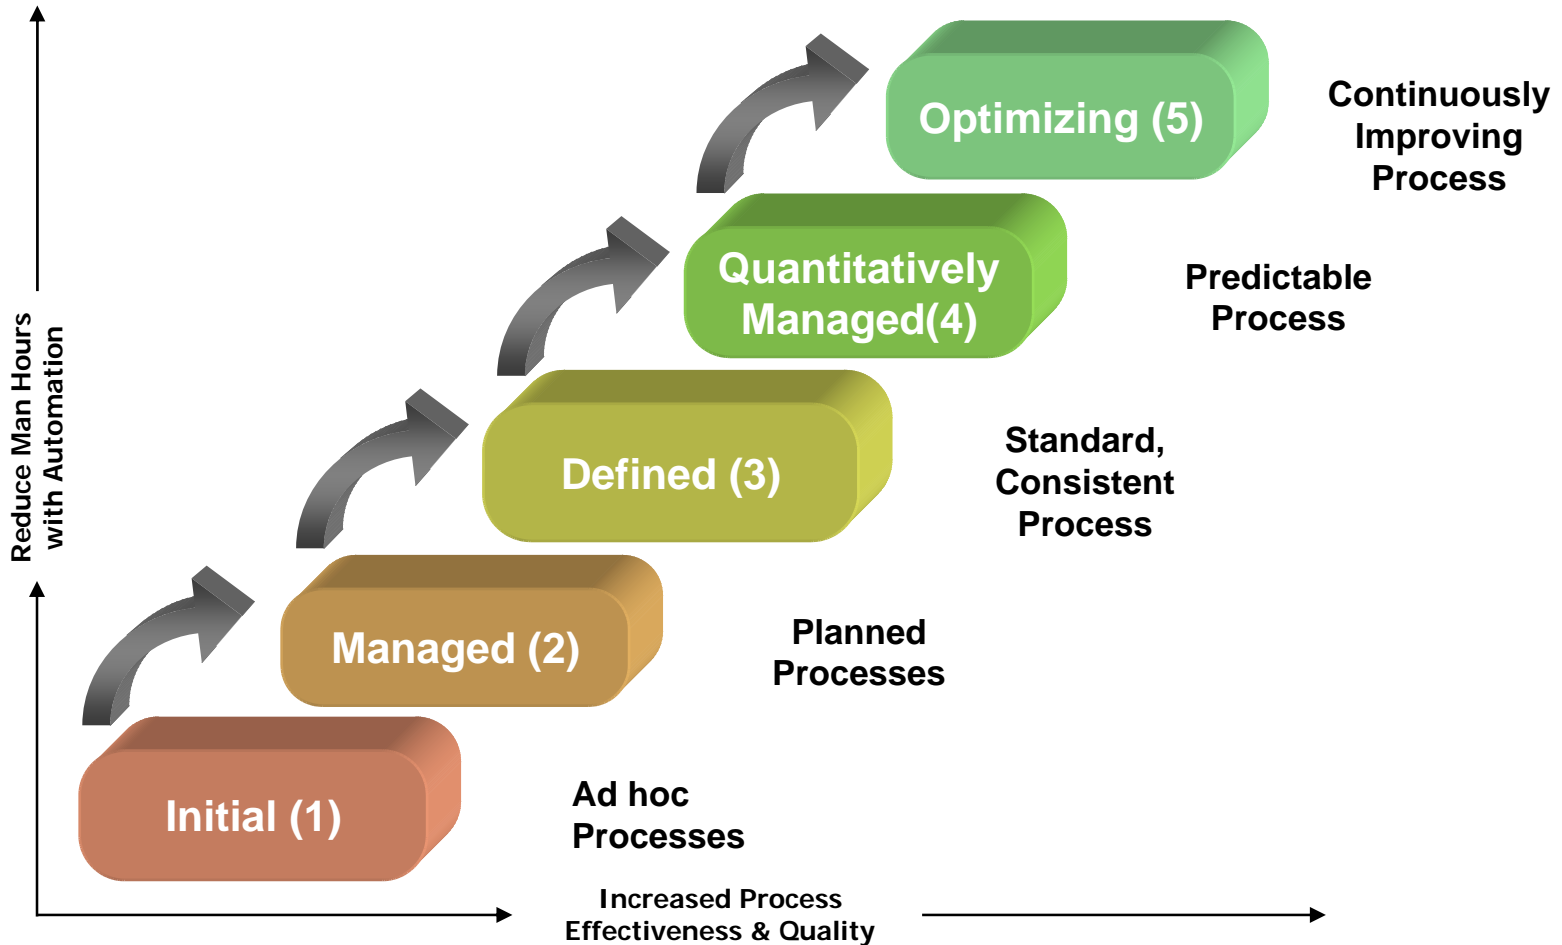 Optimizing (5)
Continuously
Improving
Process
Quantitatively
Managed(4)
Predictable
Process
Reduce Man Hours
with Automation
Defined (3)
Standard,
Consistent
Process
Managed (2)
Planned
Processes
Initial (1)
Ad hoc
Processes
Increased Process
Effectiveness & Quality